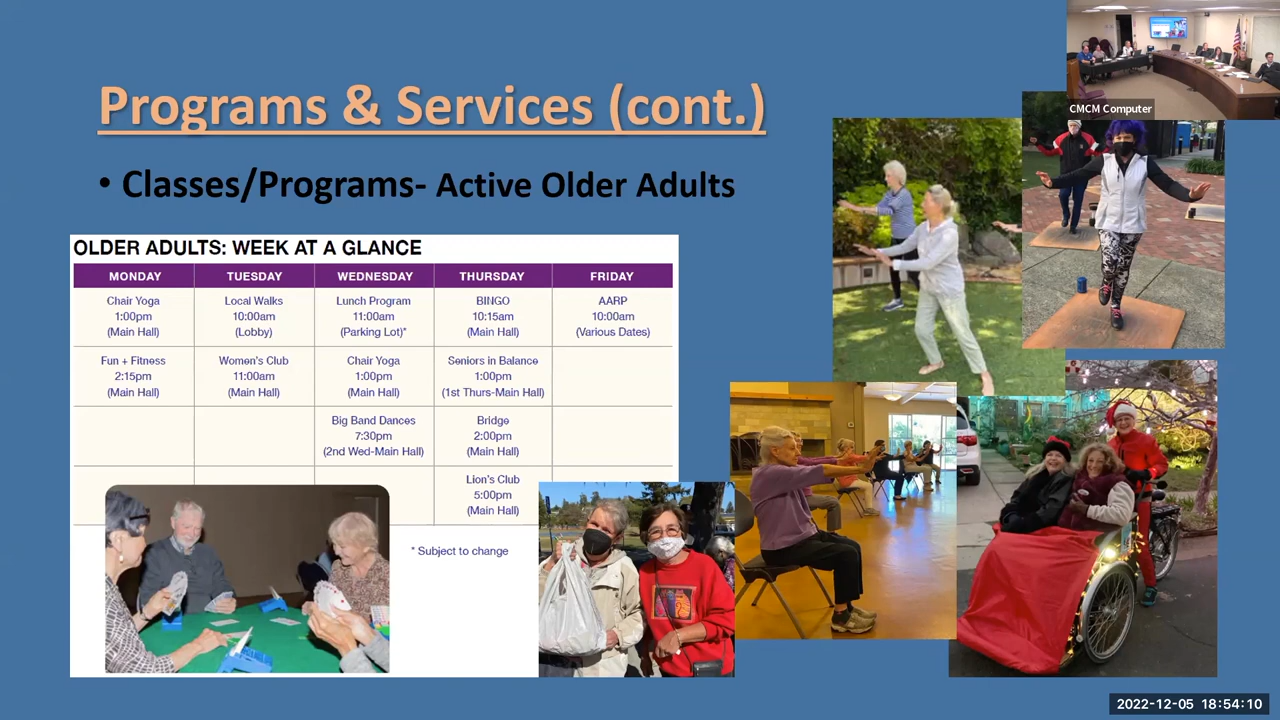 CMCM Computer
Programs & Services (cont.)
• Classes/Programs- Active Older Adults
OLDER ADULTS: WEEK AT A GLANCE
MONDAY TUESDAY WEDNESDAY THURSDAY FRIDAY
Chair Yoga Local Walks Lunch Program BINGO AARP
1:00pm 10:00am 11:00am 10:15am 10:00am
(Main Hall) (Lobby) (Parking Lot)* (Main Hall) (Various Dates)
Fun + Fitness Women's Club Chair Yoga Seniors in Balance
2:15pm 11:00am 1:00pm 1:00pm
(Main Hall) (Main Hall) (Main Hall) (1st Thurs-Main Hall)
Big Band Dances Bridge
7:30pm 2:00pm
(2nd Wed-Main Hall) (Main Hall)
Lion's Club
5:00pm
(Main Hall)
* Subject to change
2022-12-05 18:54:10